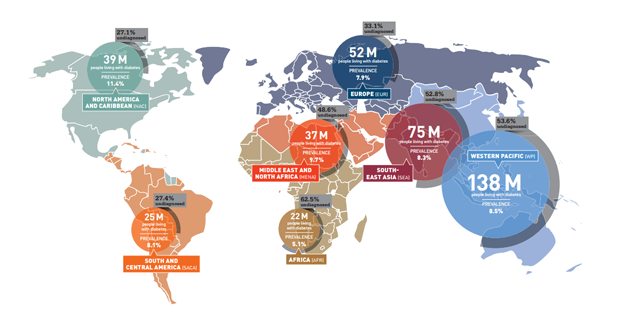 27.1%
undiagnosed
39 M
people living with diabetes
PREVALENCE
11.4%
NORTH AMERICA
AND CARIBBEAN (NAC)
33.1%
undiagnosed
52 M
people living with diabetes
PREVALENCE
7.9%
EUROPE (EUR)
48.6%
undiagnosed
37 M
people living with diabetes
PREVALENCE
9.7%
MIDDLE EAST AND
NORTH AFRICA (MENA)
52.8%
undiagnosed
75 M
people living with diabetes
PREVALENCE
8.3%
SOUTH-
EAST ASIA (SEA)
53.6%
undiagnosed
WESTERN PACIFIC (WP)
138 M
people living with diabetes
PREVALENCE
8.5%
27.4%
undiagnosed
25 M
people living
with diabetes
PREVALENCE
8.1%
SOUTH AND
CENTRAL AMERICA (SACA)
62.5%
undiagnosed
22 M
people living
with diabetes
PREVALENCE
5.1%
AFRICA (AFR)